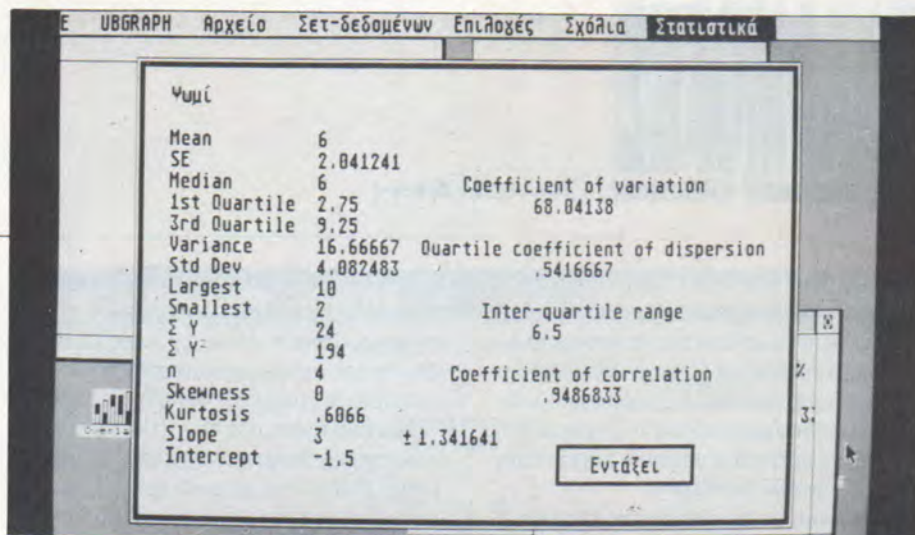 E UBGRAPH Αρχείο Σετ-δεδομένων Επιλογές Σχόλια Στατιστικά
Ψωμί
Mean 6
SE 2.041241
Median 6
1st Quartile 2.75
3rd Quartile 9.25
Variance 16.66667
Std Dev 4.082483
Largest 10
Smallest 2
Σ Y 24
Σ Y² 194
n 4
Skewness 0
Kurtosis .6066
Slope 3 ±1.341641
Intercept -1.5
Coefficient of variation
68.04138
Quartile coefficient of dispersion
.5416667
Inter-quartile range
6.5
Coefficient of correlation
.9486833
Εντάξει
%
3